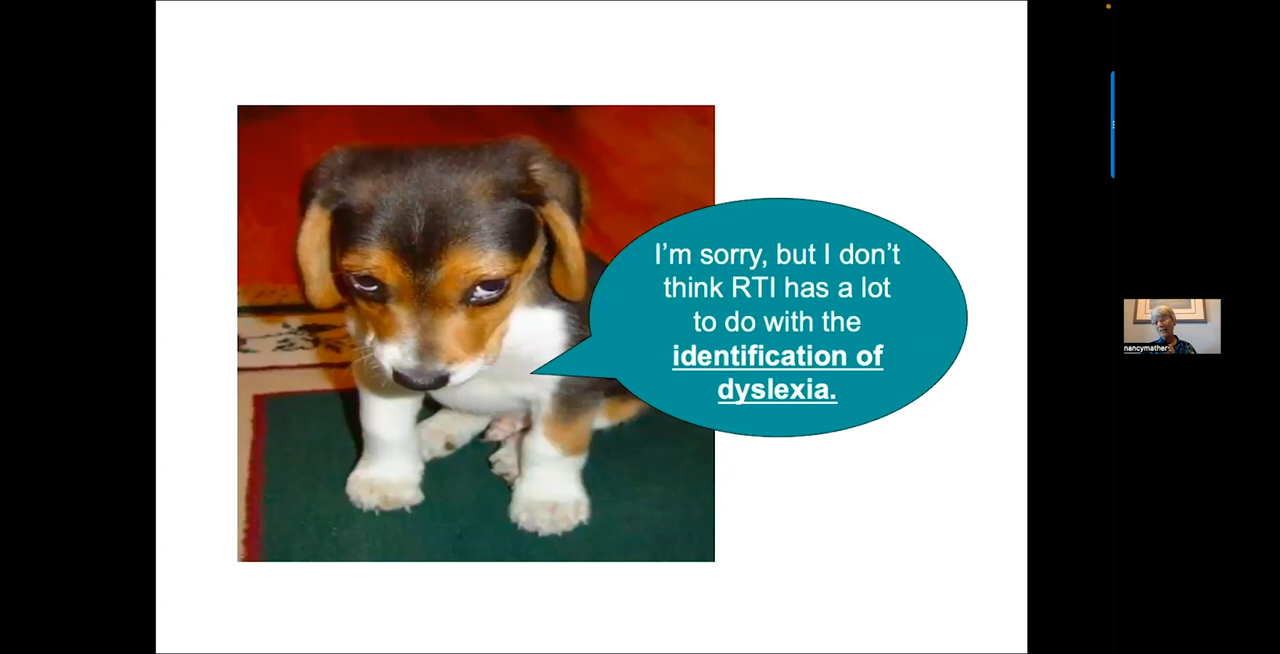 I’m sorry, but I don’t
think RTI has a lot
to do with the
identification of
dyslexia.
nancymather